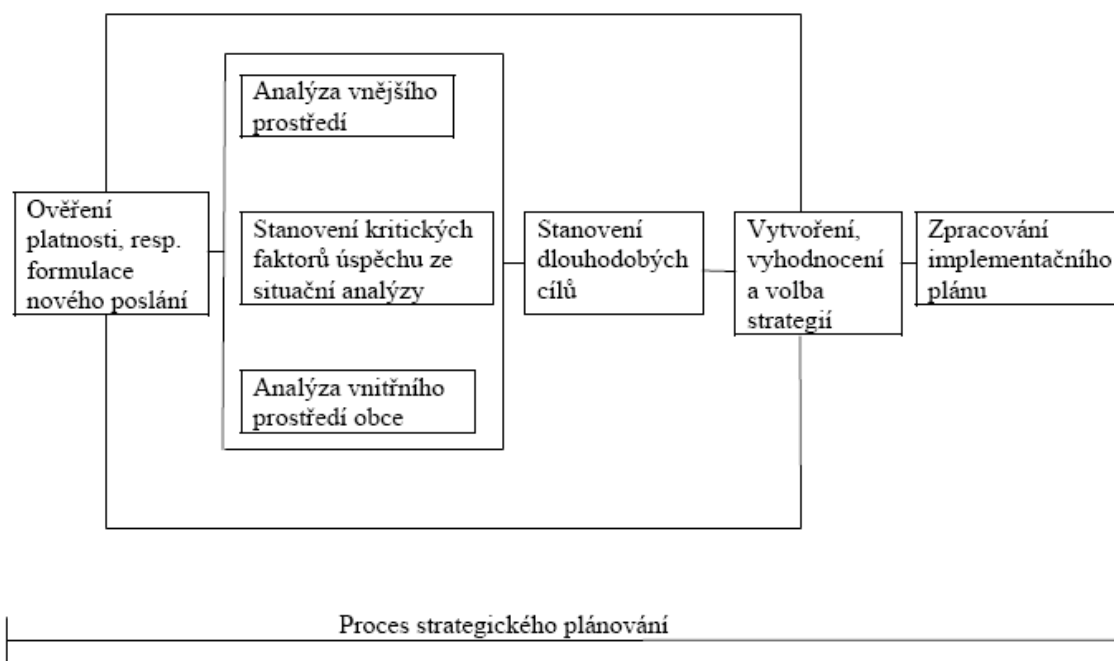 Analýza vnějšího
prostředí
Ověření
platnosti, resp.
formulace
nového poslání
Stanovení kritických
faktorů úspěchu ze
situační analýzy
Stanovení
dlouhodobých
cílů
Vytvoření,
vyhodnocení
a volba
strategií
Zpracování
implementačního
plánu
Analýza vnitřního
prostředí obce
Proces strategického plánování